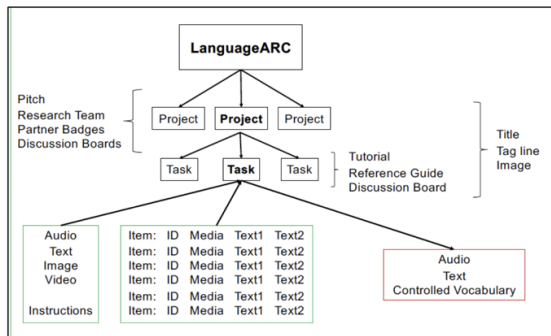 LanguageARC
Pitch
Research Team
Partner Badges
Discussion Boards
Project Project Project
Title
Tag line
Image
Task Task Task
Tutorial
Reference Guide
Discussion Board
Audio
Text
Image
Video
Instructions
Item: ID Media Text1 Text2
Item: ID Media Text1 Text2
Item: ID Media Text1 Text2
Item: ID Media Text1 Text2
Item: ID Media Text1 Text2
Item: ID Media Text1 Text2
Audio
Text
Controlled Vocabulary